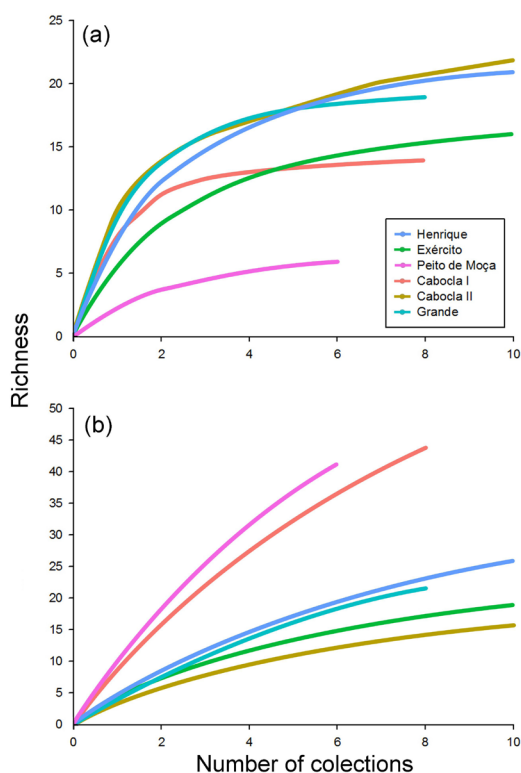 (a)
25
20
15
10
5
0
0
2
4
6
8
10
Henrique
Exército
Peito de Moça
Cabocla I
Cabocla II
Grande
Richness
(b)
50
45
40
35
30
25
20
15
10
5
0
0
2
4
6
8
10
Number of colections